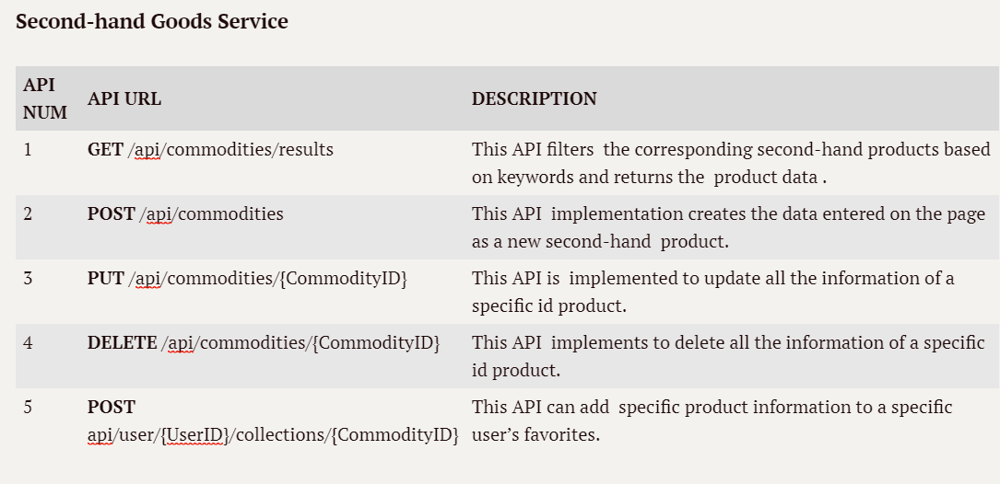 Second-hand Goods Service
API
NUM
API URL
DESCRIPTION
1
GET /api/commodities/results
This API filters  the corresponding second-hand products based
on keywords and returns the  product data .
2
POST /api/commodities
This API  implementation creates the data entered on the page
as a new second-hand  product.
3
PUT /api/commodities/{CommodityID}
This API is  implemented to update all the information of a
specific id product.
4
DELETE /api/commodities/{CommodityID}
This API  implements to delete all the information of a specific
id product.
5
POST
api/user/{UserID}/collections/{CommodityID}
This API can add  specific product information to a specific
user’s favorites.